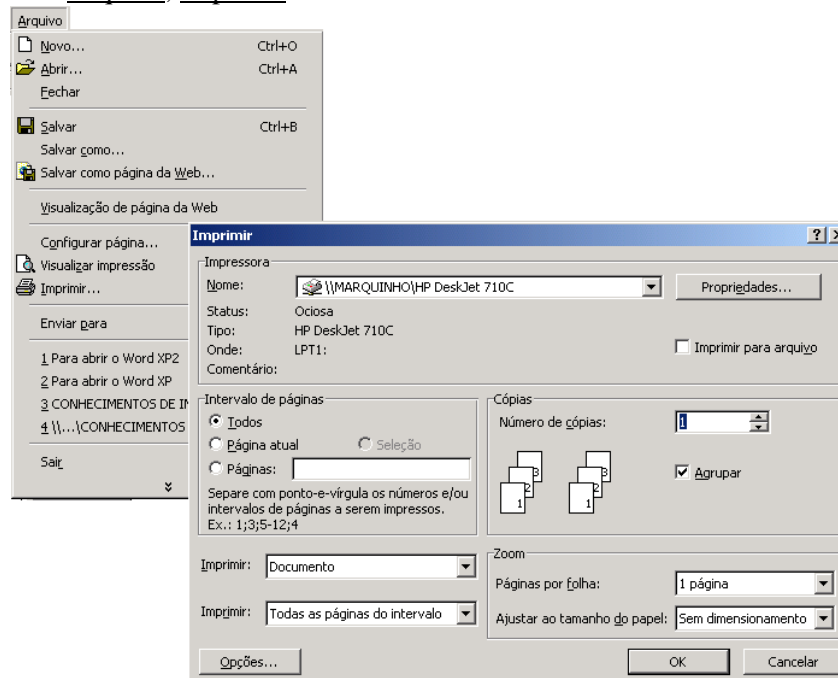 Arquivo
Novo... Ctrl+O
Abrir... Ctrl+A
Fechar
Salvar Ctrl+B
Salvar como...
Salvar como página da Web...
Visualização de página da Web
Configurar página...
Visualizar impressão
Imprimir...
Enviar para
1 Para abrir o Word XP2
2 Para abrir o Word XP
3 CONHECIMENTOS DE
4 \\...\CONHECIMENTOS
Sair
Imprimir
Impressora
Nome: \\MARQUINHO\HP DeskJet 710C Propriedades...
Status: Ociosa
Tipo: HP DeskJet 710C
Onde: LPT1: Imprimir para arquivo
Comentário:
Intervalo de páginas
Todos
Página atual Seleção
Páginas:
Separe com ponto-e-vírgula os números e/ou
intervalos de páginas a serem impressos.
Ex.: 1;3;5-12;4
Cópias
Número de cópias: 1
3 3
2 2
1 1
Agrupar
Imprimir: Documento
Imprimir: Todas as páginas do intervalo
Zoom
Páginas por folha: 1 página
Ajustar ao tamanho do papel: Sem dimensionamento
Opções... OK Cancelar